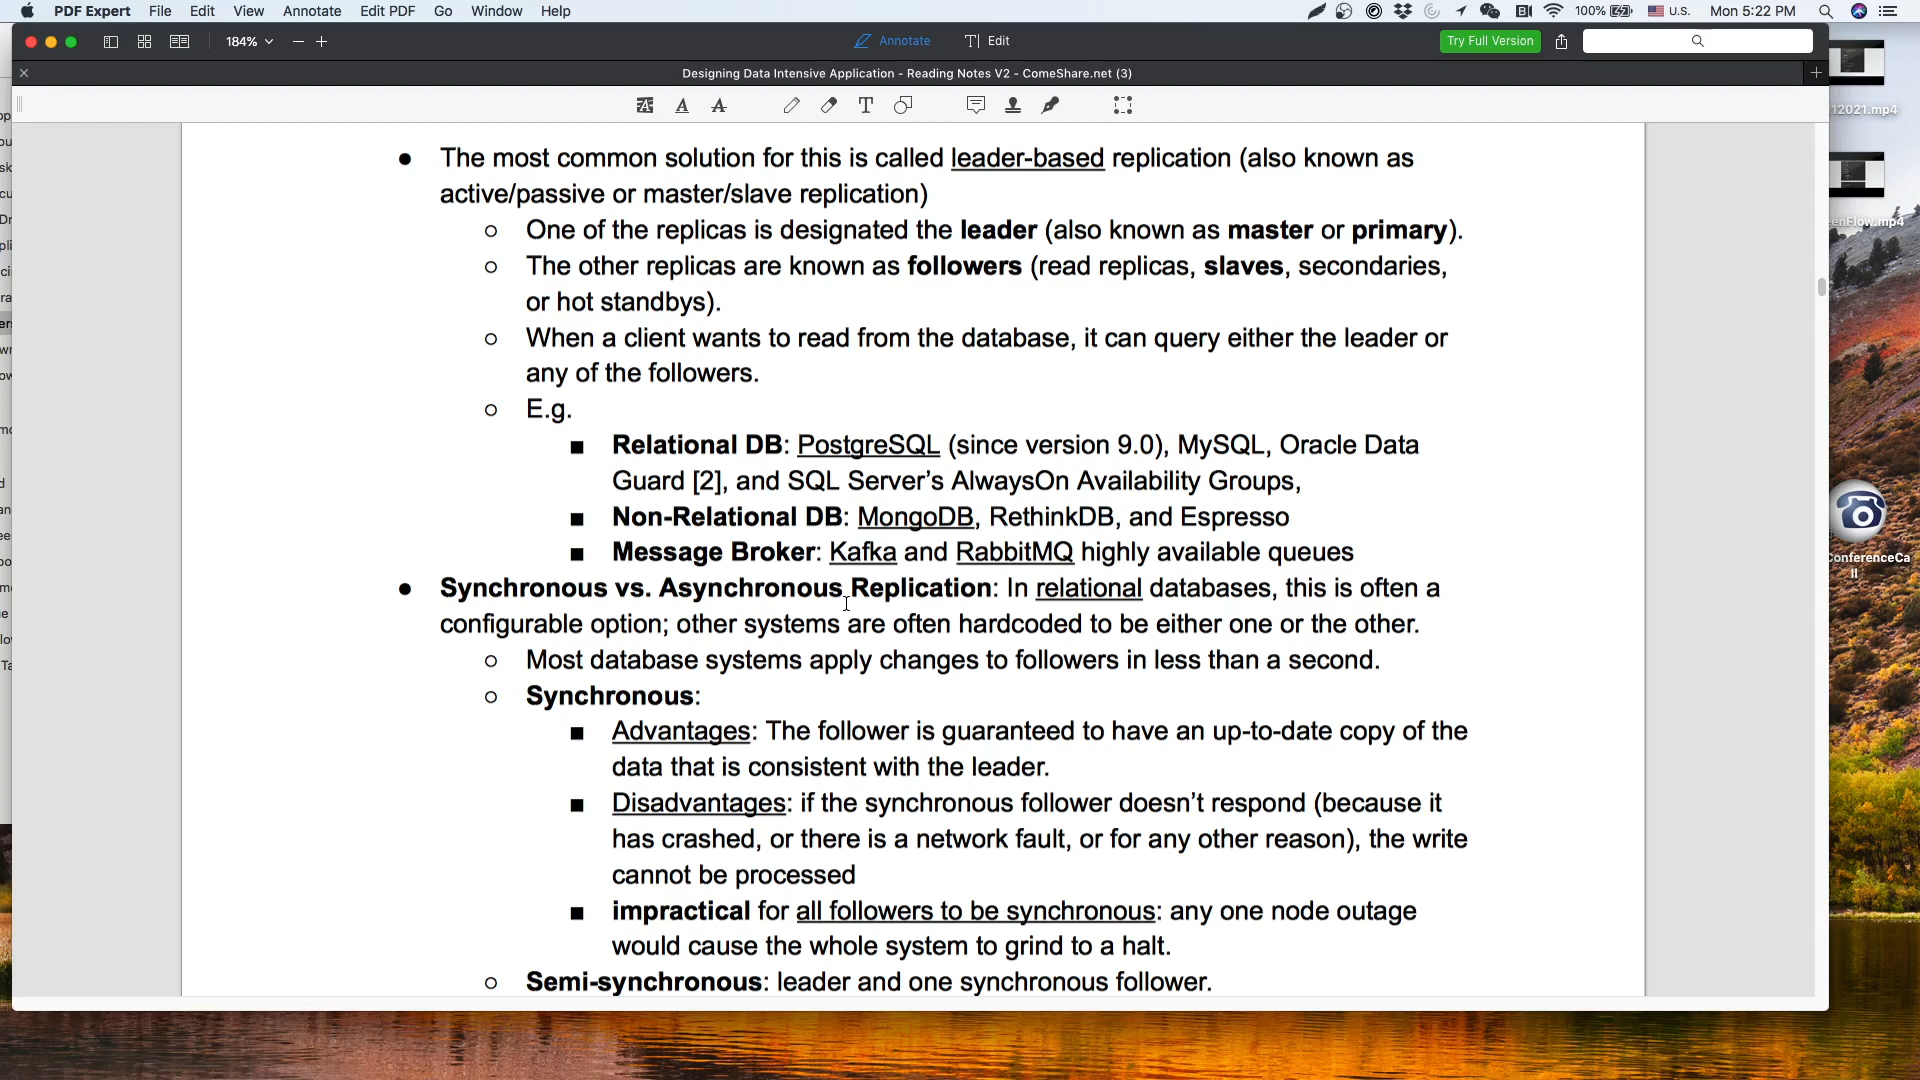 PDF Expert File Edit View Annotate Edit PDF Go Window Help 100% U.S. Mon 5:22 PM
184% Annotate Edit Try Full Version
Designing Data Intensive Application - Reading Notes V2 - ComeShare.net (3)
● The most common solution for this is called leader-based replication (also known as
active/passive or master/slave replication)
○ One of the replicas is designated the leader (also known as master or primary).
○ The other replicas are known as followers (read replicas, slaves, secondaries,
or hot standbys).
○ When a client wants to read from the database, it can query either the leader or
any of the followers.
○ E.g.
■ Relational DB: PostgreSQL (since version 9.0), MySQL, Oracle Data
Guard [2], and SQL Server’s AlwaysOn Availability Groups,
■ Non-Relational DB: MongoDB, RethinkDB, and Espresso
■ Message Broker: Kafka and RabbitMQ highly available queues
● Synchronous vs. Asynchronous Replication: In relational databases, this is often a
configurable option; other systems are often hardcoded to be either one or the other.
○ Most database systems apply changes to followers in less than a second.
○ Synchronous:
■ Advantages: The follower is guaranteed to have an up-to-date copy of the
data that is consistent with the leader.
■ Disadvantages: if the synchronous follower doesn’t respond (because it
has crashed, or there is a network fault, or for any other reason), the write
cannot be processed
■ impractical for all followers to be synchronous: any one node outage
would cause the whole system to grind to a halt.
○ Semi-synchronous: leader and one synchronous follower.
12021.mp4
enFlow.mp4
ConferenceCa
ll